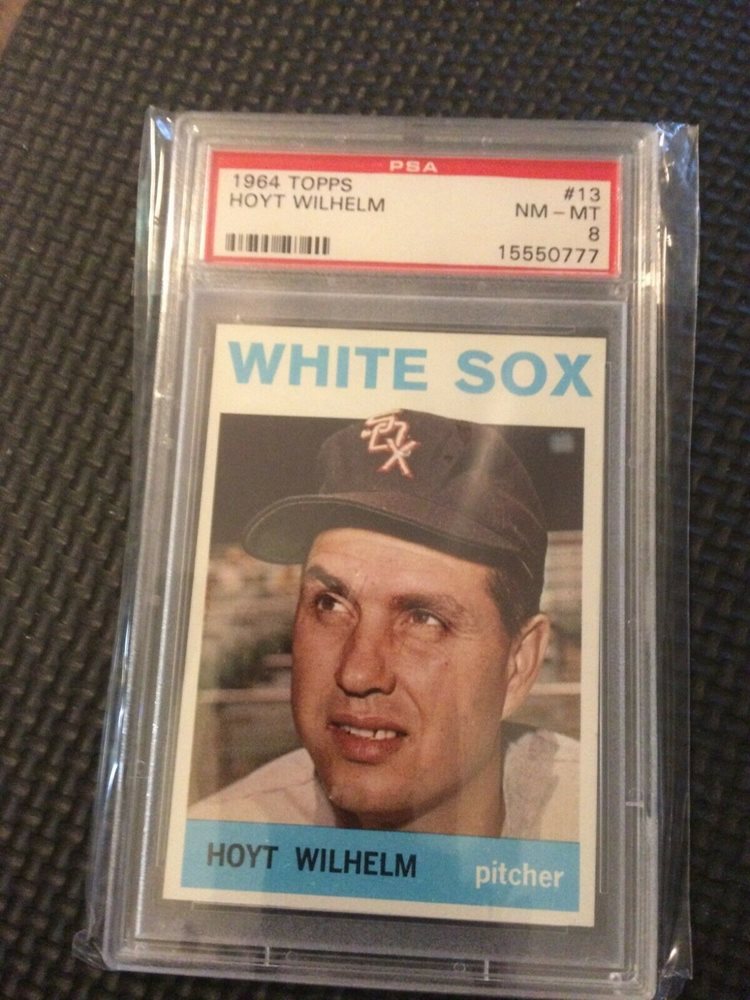 PSA
1964 TOPPS #13
HOYT WILHELM NM - MT
8
15550777
WHITE SOX
SOX
HOYT WILHELM pitcher